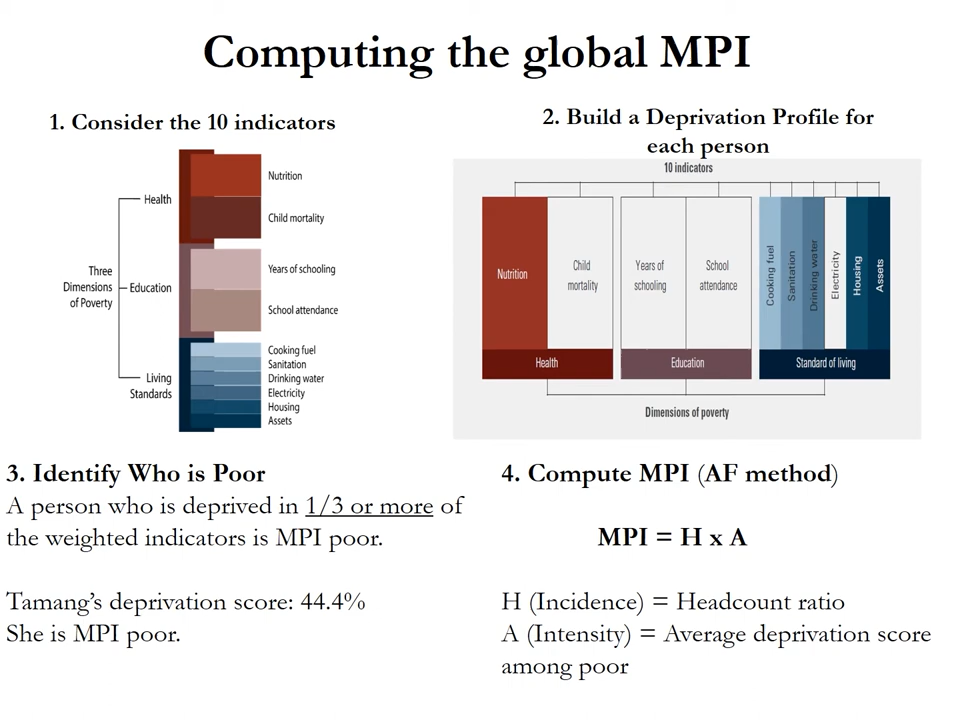 Computing the global MPI
1. Consider the 10 indicators
Three
Dimensions
of Poverty
Health
Education
Living
Standards
Nutrition
Child mortality
Years of schooling
School attendance
Cooking fuel
Sanitation
Drinking water
Electricity
Housing
Assets
2. Build a Deprivation Profile for
each person
10 indicators
Nutrition
Child
mortality
Years of
schooling
School
attendance
Cooking fuel
Sanitation
Drinking water
Electricity
Housing
Assets
Health
Education
Standard of living
Dimensions of poverty
3. Identify Who is Poor
A person who is deprived in 1/3 or more of
the weighted indicators is MPI poor.
Tamang’s deprivation score: 44.4%
She is MPI poor.
4. Compute MPI (AF method)
MPI = H x A
H (Incidence) = Headcount ratio
A (Intensity) = Average deprivation score
among poor